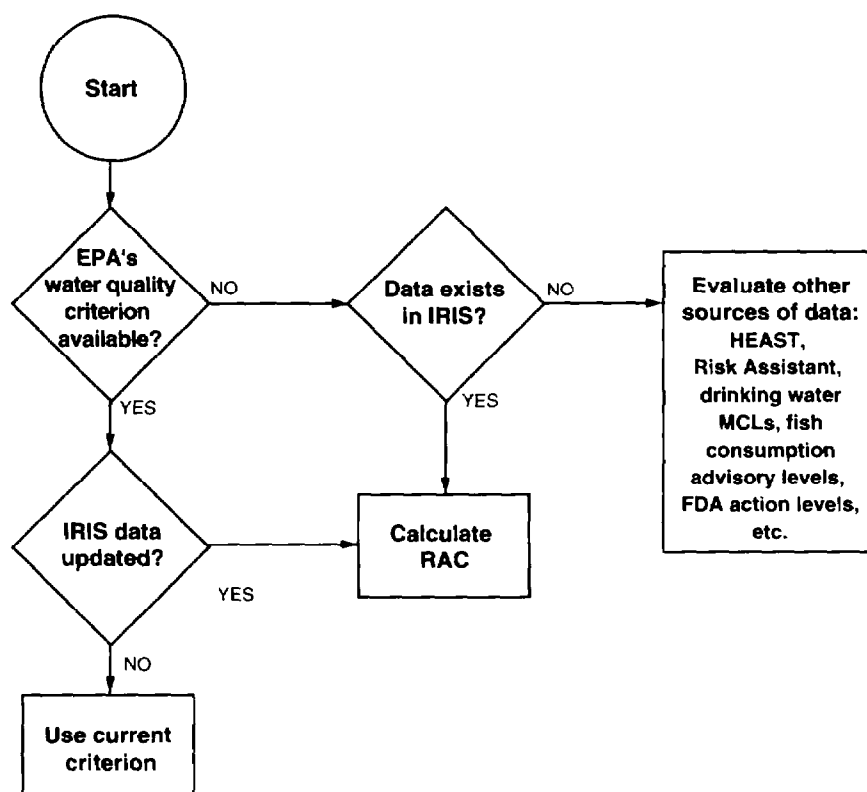 Start
EPA's
water quality
criterion
available?
NO
Data exists
in IRIS?
NO
Evaluate other
sources of data:
HEAST,
Risk Assistant,
drinking water
MCLs, fish
consumption
advisory levels,
FDA action levels,
etc.
YES
YES
IRIS data
updated?
YES
Calculate
RAC
NO
Use current
criterion